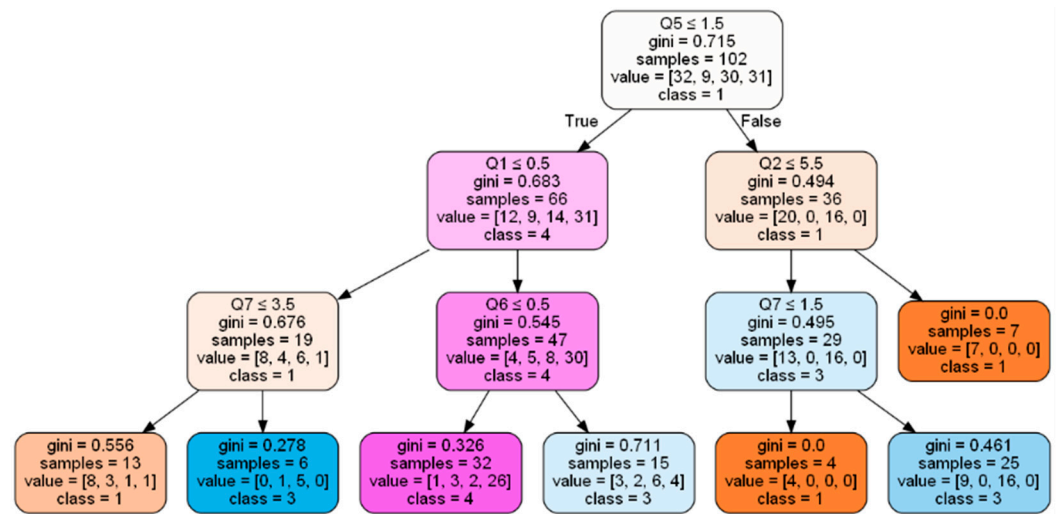 Q5 ≤ 1.5
gini = 0.715
samples = 102
value = [32, 9, 30, 31]
class = 1
True
False
Q1 ≤ 0.5
gini = 0.683
samples = 66
value = [12, 9, 14, 31]
class = 4
Q2 ≤ 5.5
gini = 0.494
samples = 36
value = [20, 0, 16, 0]
class = 1
Q7 ≤ 3.5
gini = 0.676
samples = 19
value = [8, 4, 6, 1]
class = 1
Q6 ≤ 0.5
gini = 0.545
samples = 47
value = [4, 5, 8, 30]
class = 4
Q7 ≤ 1.5
gini = 0.495
samples = 29
value = [13, 0, 16, 0]
class = 3
gini = 0.0
samples = 7
value = [7, 0, 0, 0]
class = 1
gini = 0.556
samples = 13
value = [8, 3, 1, 1]
class = 1
gini = 0.278
samples = 6
value = [0, 1, 5, 0]
class = 3
gini = 0.326
samples = 32
value = [1, 3, 2, 26]
class = 4
gini = 0.711
samples = 15
value = [3, 2, 6, 4]
class = 3
gini = 0.0
samples = 4
value = [4, 0, 0, 0]
class = 1
gini = 0.461
samples = 25
value = [9, 0, 16, 0]
class = 3